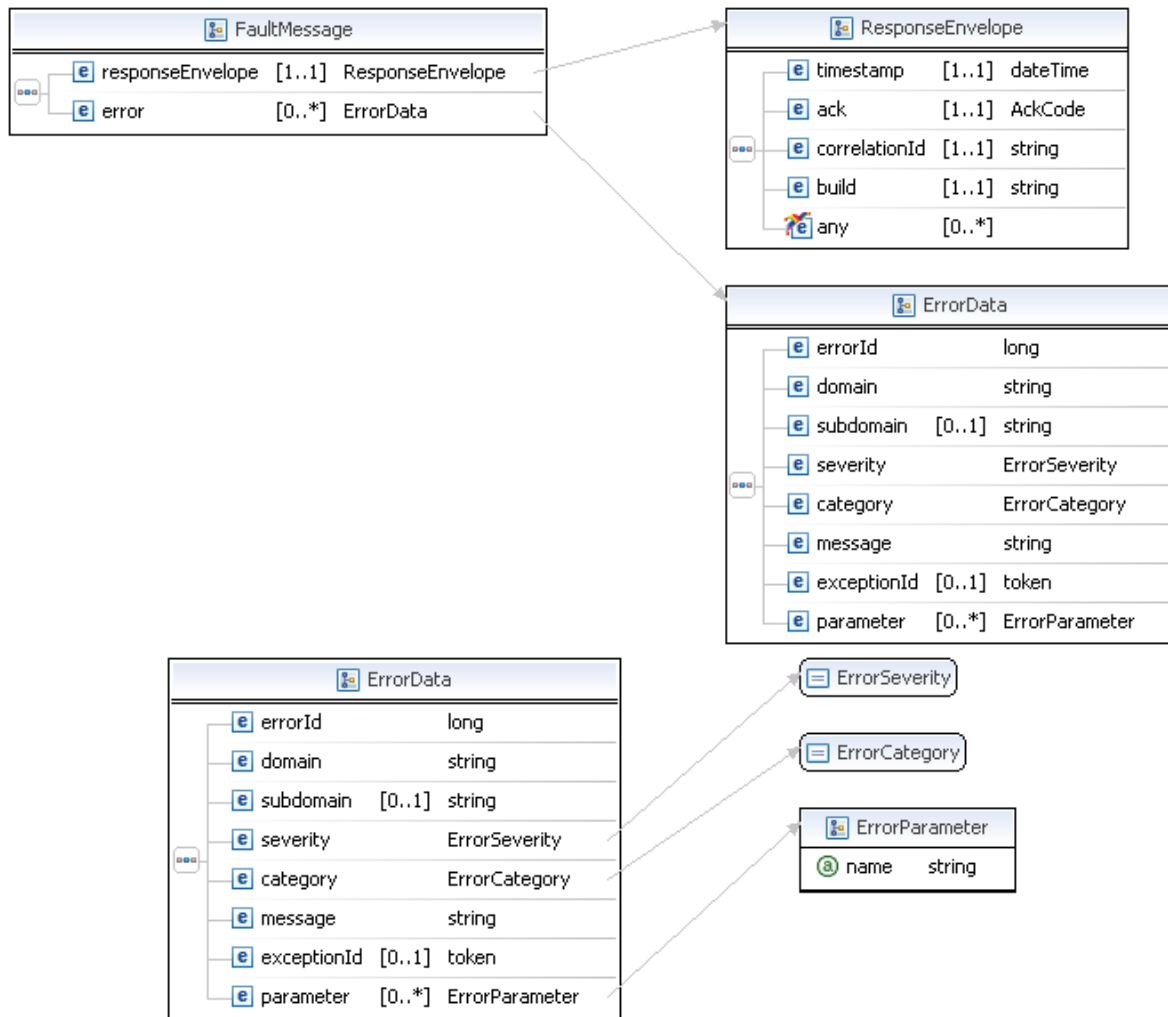 FaultMessage
e responseEnvelope [1..1] ResponseEnvelope
e error [0..*] ErrorData
ResponseEnvelope
e timestamp [1..1] dateTime
e ack [1..1] AckCode
e correlationId [1..1] string
e build [1..1] string
e any [0..*]
ErrorData
e errorId long
e domain string
e subdomain [0..1] string
e severity ErrorSeverity
e category ErrorCategory
e message string
e exceptionId [0..1] token
e parameter [0..*] ErrorParameter
ErrorData
e errorId long
e domain string
e subdomain [0..1] string
e severity ErrorSeverity
e category ErrorCategory
e message string
e exceptionId [0..1] token
e parameter [0..*] ErrorParameter
ErrorSeverity
ErrorCategory
ErrorParameter
a name string